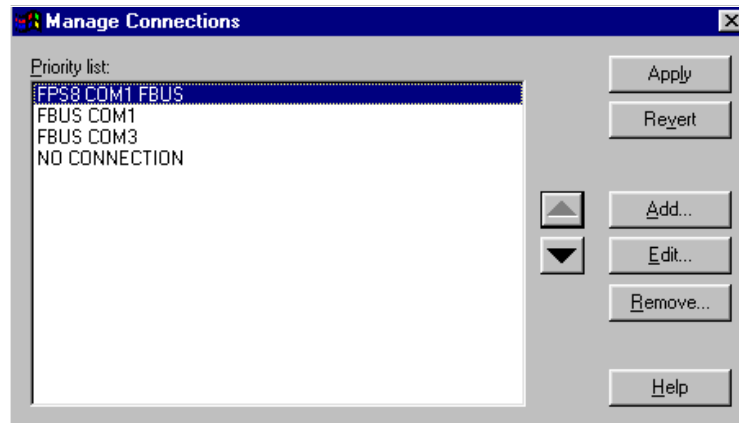 Manage Connections
Priority list:
FPS8 COM1 FBUS
FBUS COM1
FBUS COM3
NO CONNECTION
Apply
Revert
Add...
Edit...
Remove...
Help